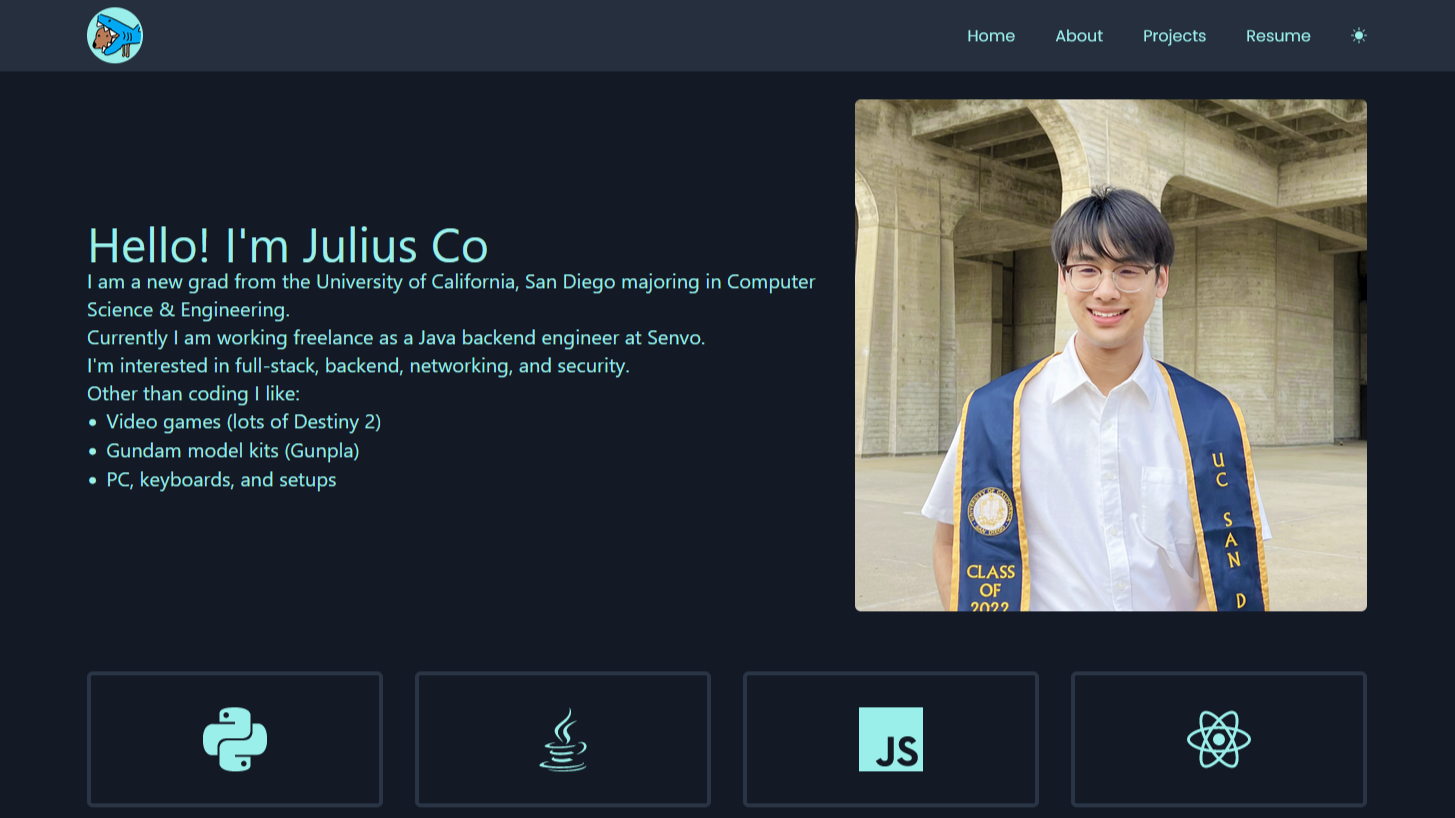 Home
About
Projects
Resume
Hello! I'm Julius Co
I am a new grad from the University of California, San Diego majoring in Computer
Science & Engineering.
Currently I am working freelance as a Java backend engineer at Senvo.
I'm interested in full-stack, backend, networking, and security.
Other than coding I like:
• Video games (lots of Destiny 2)
• Gundam model kits (Gunpla)
• PC, keyboards, and setups
CLASS
OF
2022
UC SAN D
JS